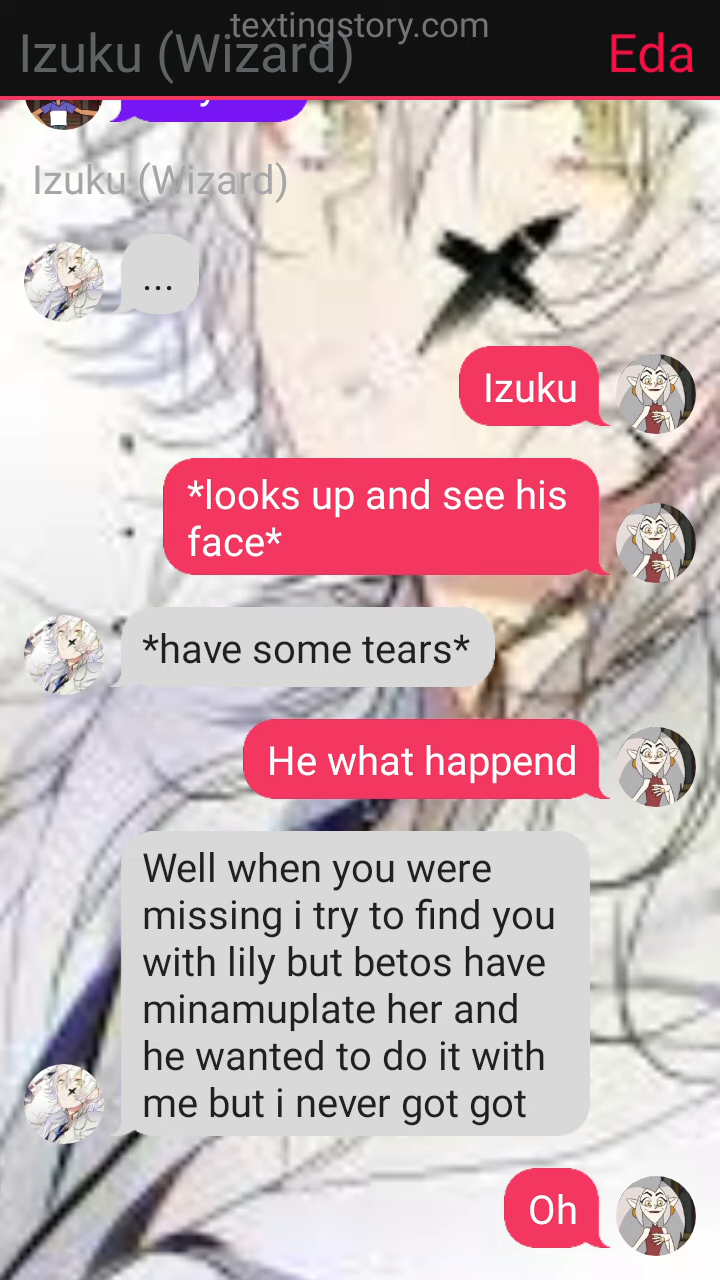 textingstory.com
Izuku (Wizard)
Eda
Izuku (Wizard)
...
Izuku
*looks up and see his
face*
*have some tears*
He what happend
Well when you were
missing i try to find you
with lily but betos have
minamuplate her and
he wanted to do it with
me but i never got got
Oh